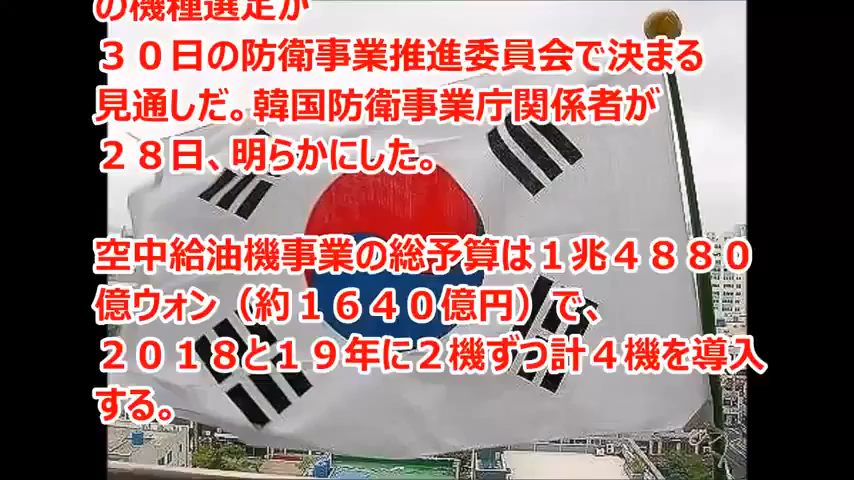 の機種選定が
３０日の防衛事業推進委員会で決まる
見通しだ。韓国防衛事業庁関係者が
２８日、明らかにした。
空中給油機事業の総予算は１兆４８８０
億ウォン（約１６４０億円）で、
２０１８と１９年に２機ずつ計４機を導入
する。